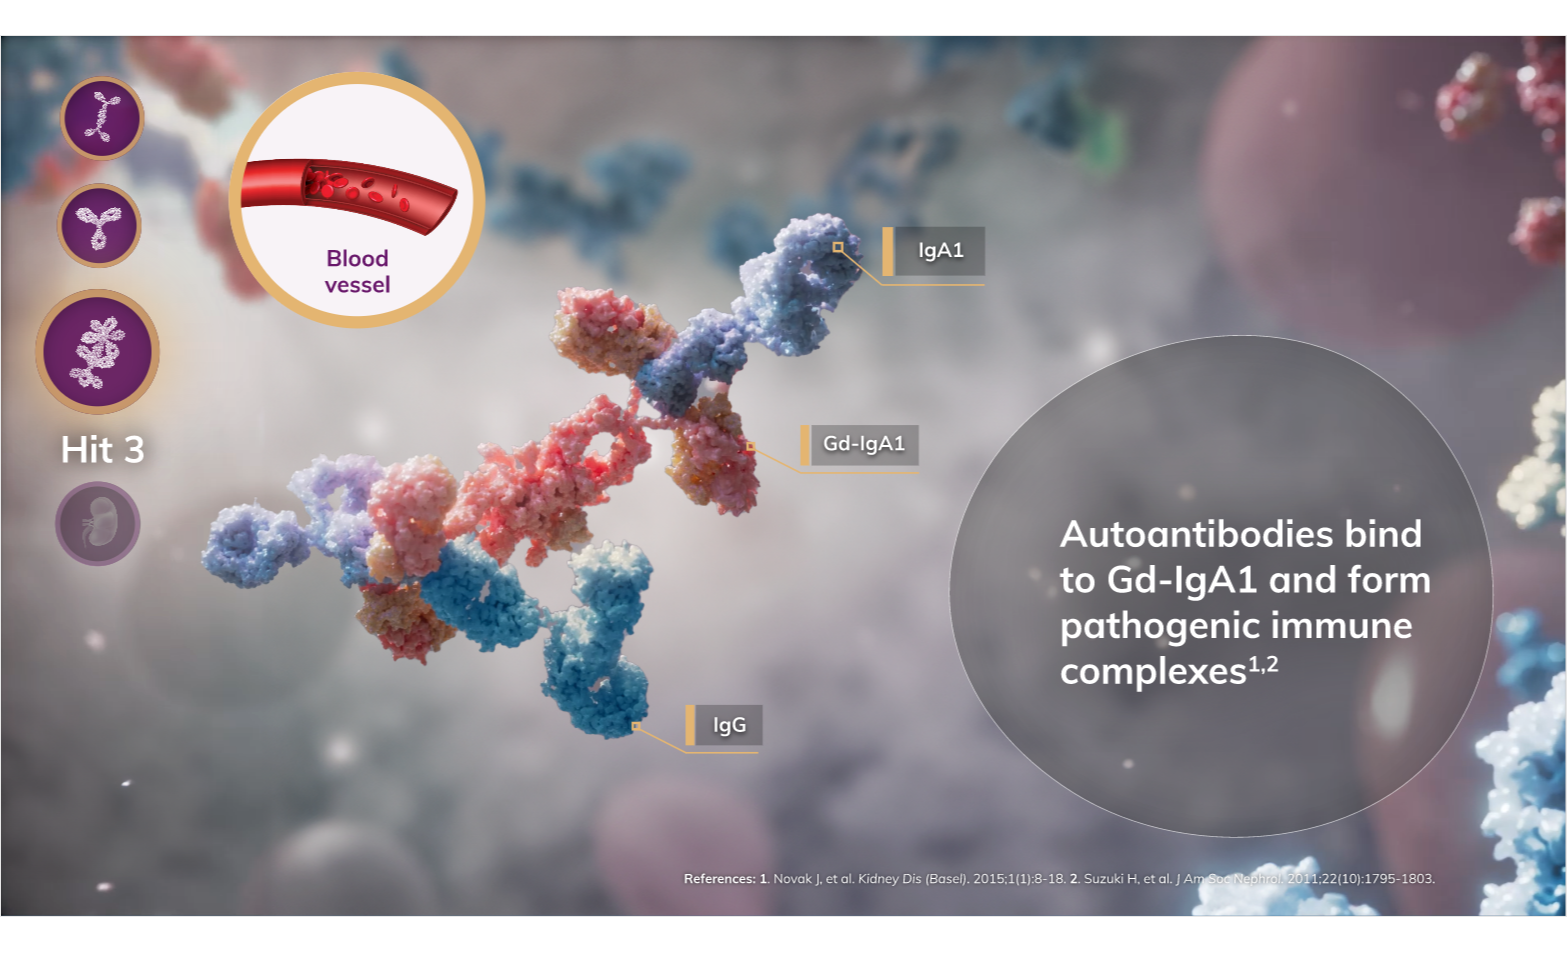 Blood
vessel
IgA1
Gd-IgA1
Hit 3
Autoantibodies bind
to Gd-IgA1 and form
pathogenic immune
complexes1,2
IgG
References: 1. Novak J, et al. Kidney Dis (Basel). 2015;1(1):8-18. 2. Suzuki H, et al. J Am Soc Nephrol. 2011;22(10):1795-1803.